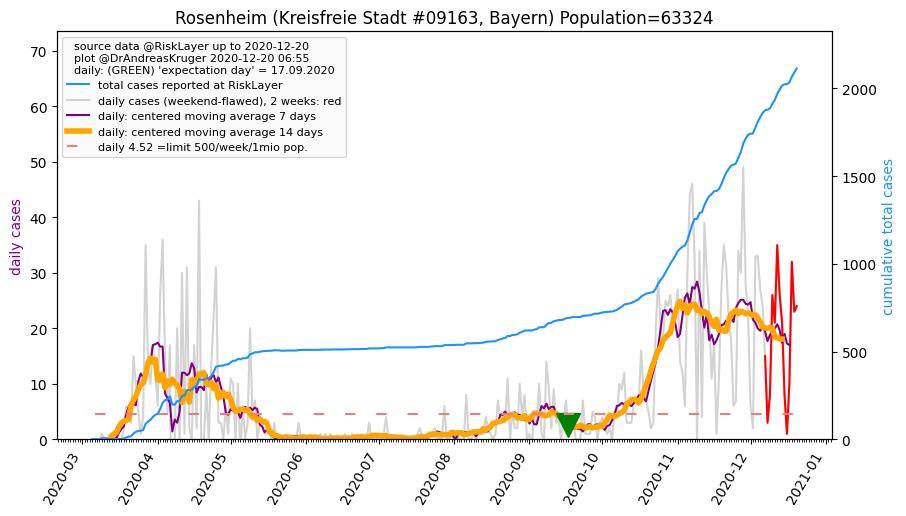 Rosenheim (Kreisfreie Stadt #09163, Bayern) Population=63324
source data @RiskLayer up to 2020-12-20
plot @DrAndreasKruger 2020-12-20 06:55
daily: (GREEN) 'expectation day' = 17.09.2020
total cases reported at RiskLayer
daily cases (weekend-flawed), 2 weeks: red
daily: centered moving average 7 days
daily: centered moving average 14 days
daily 4.52 =limit 500/week/1mio pop.
daily cases
70
60
50
40
30
20
10
0
cumulative total cases
2000
1500
1000
500
0
2020-03
2020-04
2020-05
2020-06
2020-07
2020-08
2020-09
2020-10
2020-11
2020-12
2021-01